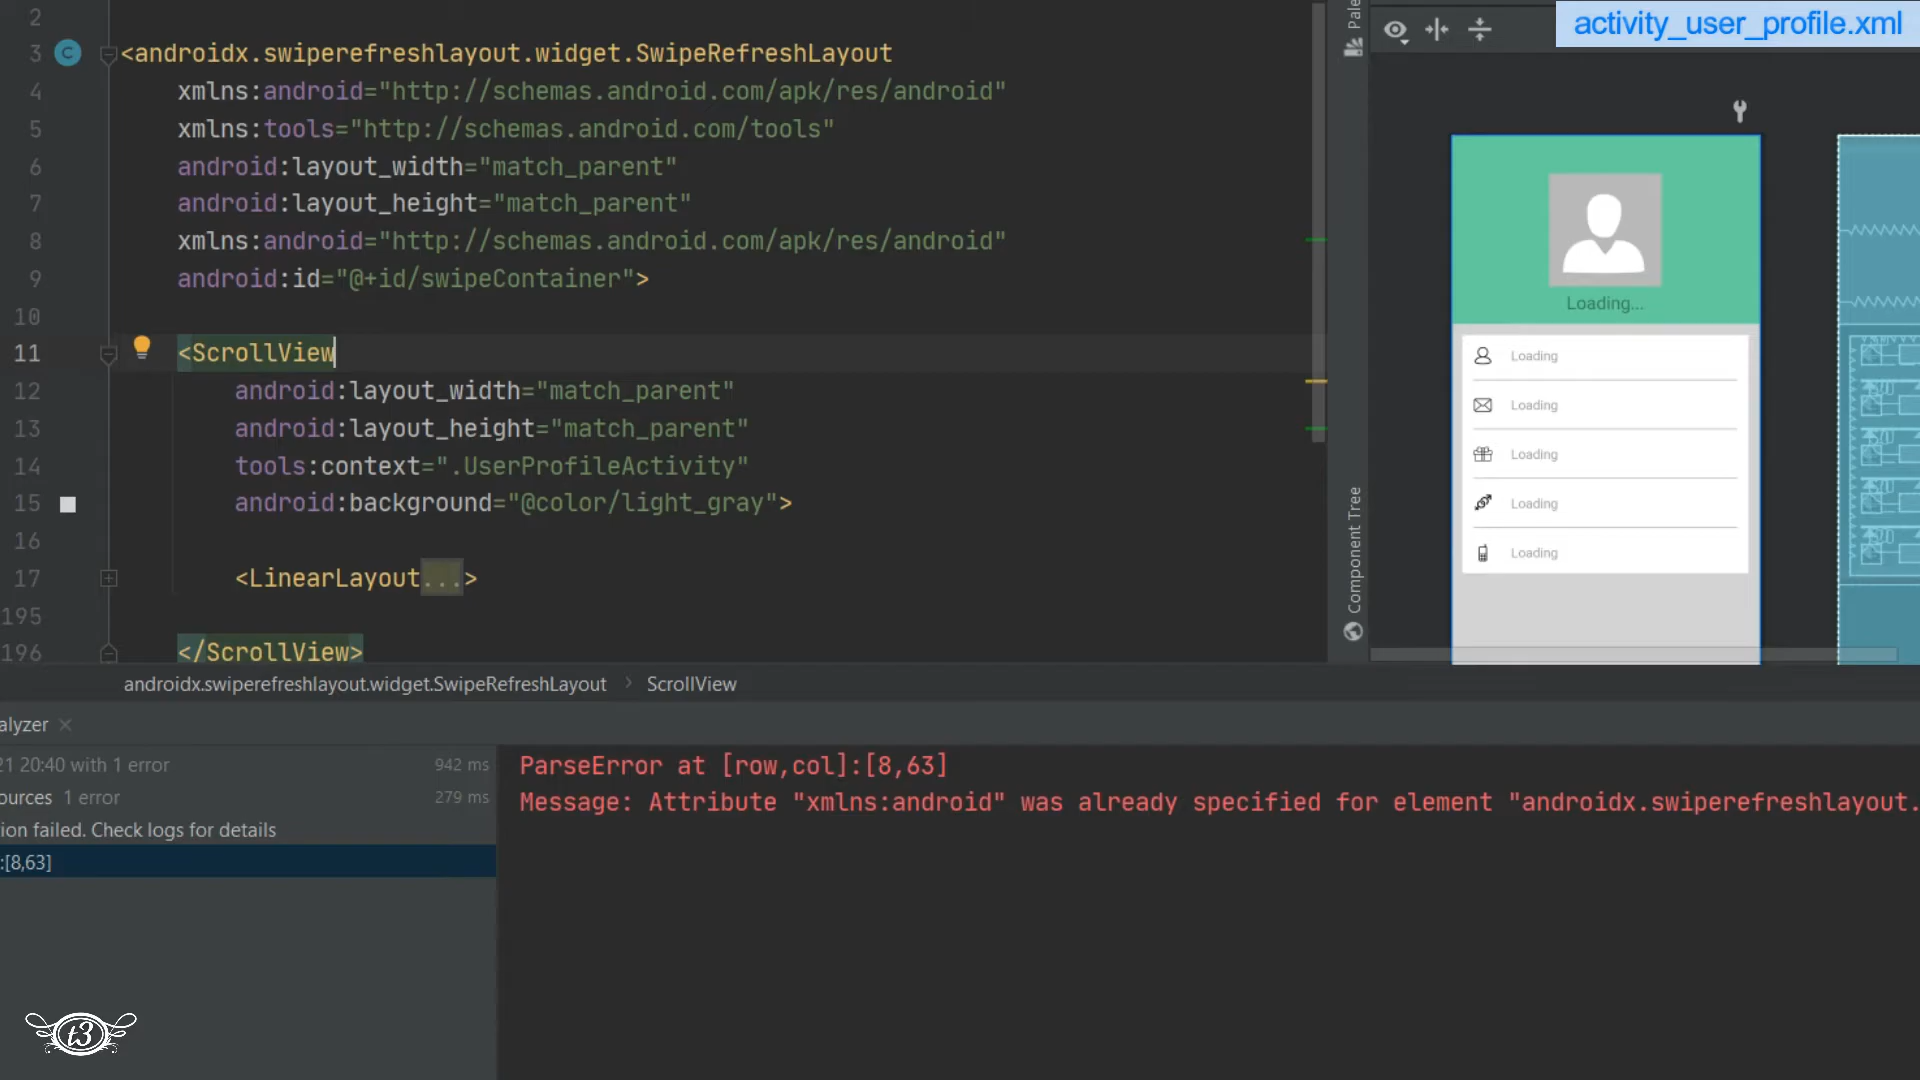 activity_user_profile.xml
2
3 <androidx.swiperefreshlayout.widget.SwipeRefreshLayout
4 xmlns:android="http://schemas.android.com/apk/res/android"
5 xmlns:tools="http://schemas.android.com/tools"
6 android:layout_width="match_parent"
7 android:layout_height="match_parent"
8 xmlns:android="http://schemas.android.com/apk/res/android"
9 android:id="@+id/swipeContainer">
10
11 <ScrollView
12 android:layout_width="match_parent"
13 android:layout_height="match_parent"
14 tools:context=".UserProfileActivity"
15 android:background="@color/light_gray">
16
17 <LinearLayout...>
195
196 </ScrollView>
C
Pale
Component Tree
Loading...
Loading
Loading
Loading
Loading
Loading
androidx.swiperefreshlayout.widget.SwipeRefreshLayout > ScrollView
alyzer
21 20:40 with 1 error 942 ms
ources 1 error 279 ms
ion failed. Check logs for details
:[8,63]
ParseError at [row,col]:[8,63]
Message: Attribute "xmlns:android" was already specified for element "androidx.swiperefreshlayout.
t3